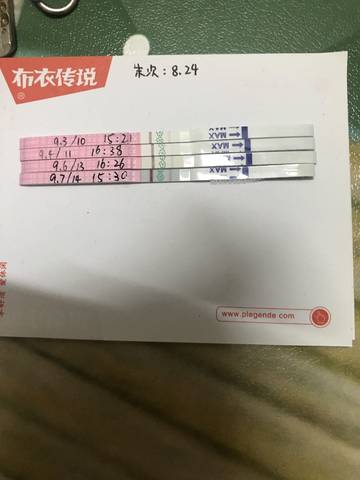 布衣传说
末次：8.24
9.3/10 15:21
MAX
9.4/11 16:38
MAX
9.6/13 16:26
MAX
9.7/14 15:30
MAX
www.plegende.com